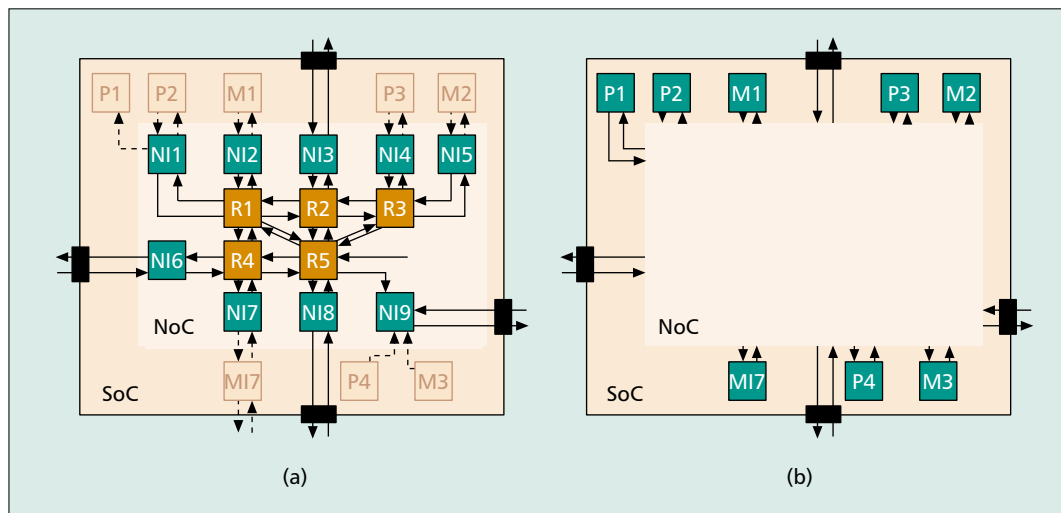 P1 P2 M1 P3 M2
NI1 NI2 NI3 NI4 NI5
R1 R2 R3
NI6 R4 R5
NI7 NI8 NI9
NoC
MI7 P4 M3
SoC
(a)
P1 P2 M1 P3 M2
NoC
MI7 P4 M3
SoC
(b)